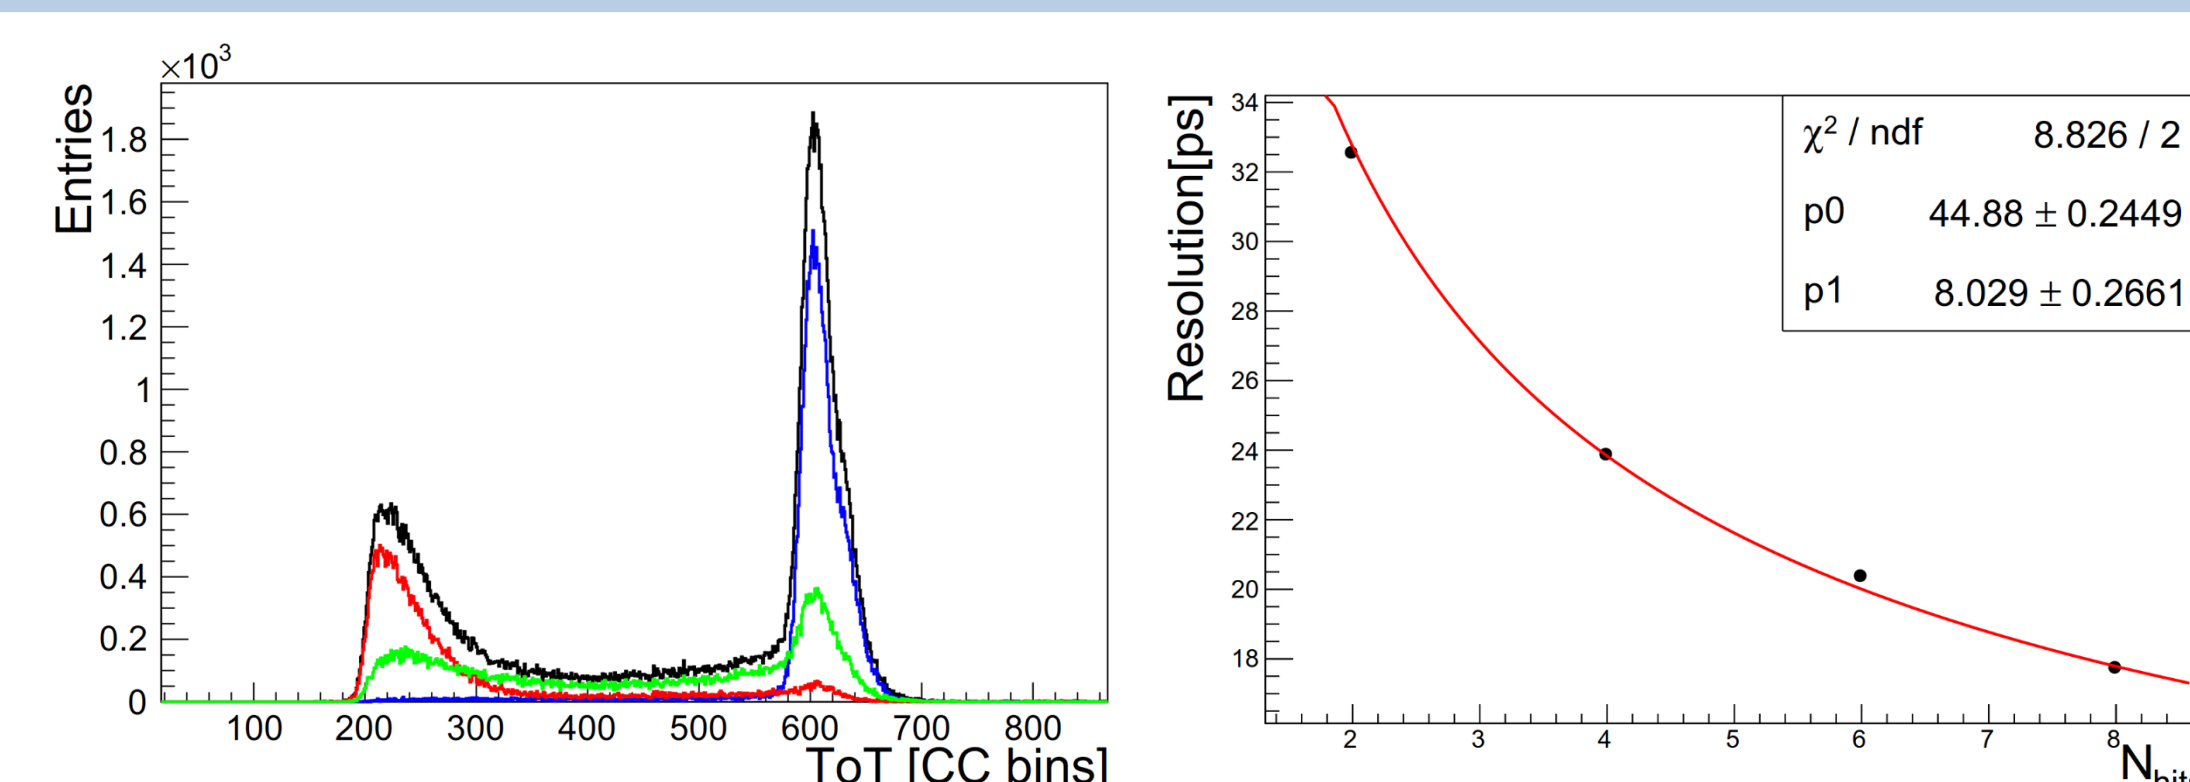 ×10³
Entries
1.8
1.6
1.4
1.2
1
0.8
0.6
0.4
0.2
0
100 200 300 400 500 600 700 800
ToT [CC bins]
Resolution[ps]
34
32
30
28
26
24
22
20
18
2 3 4 5 6 7 8
N
χ² / ndf 8.826 / 2
p0 44.88 ± 0.2449
p1 8.029 ± 0.2661